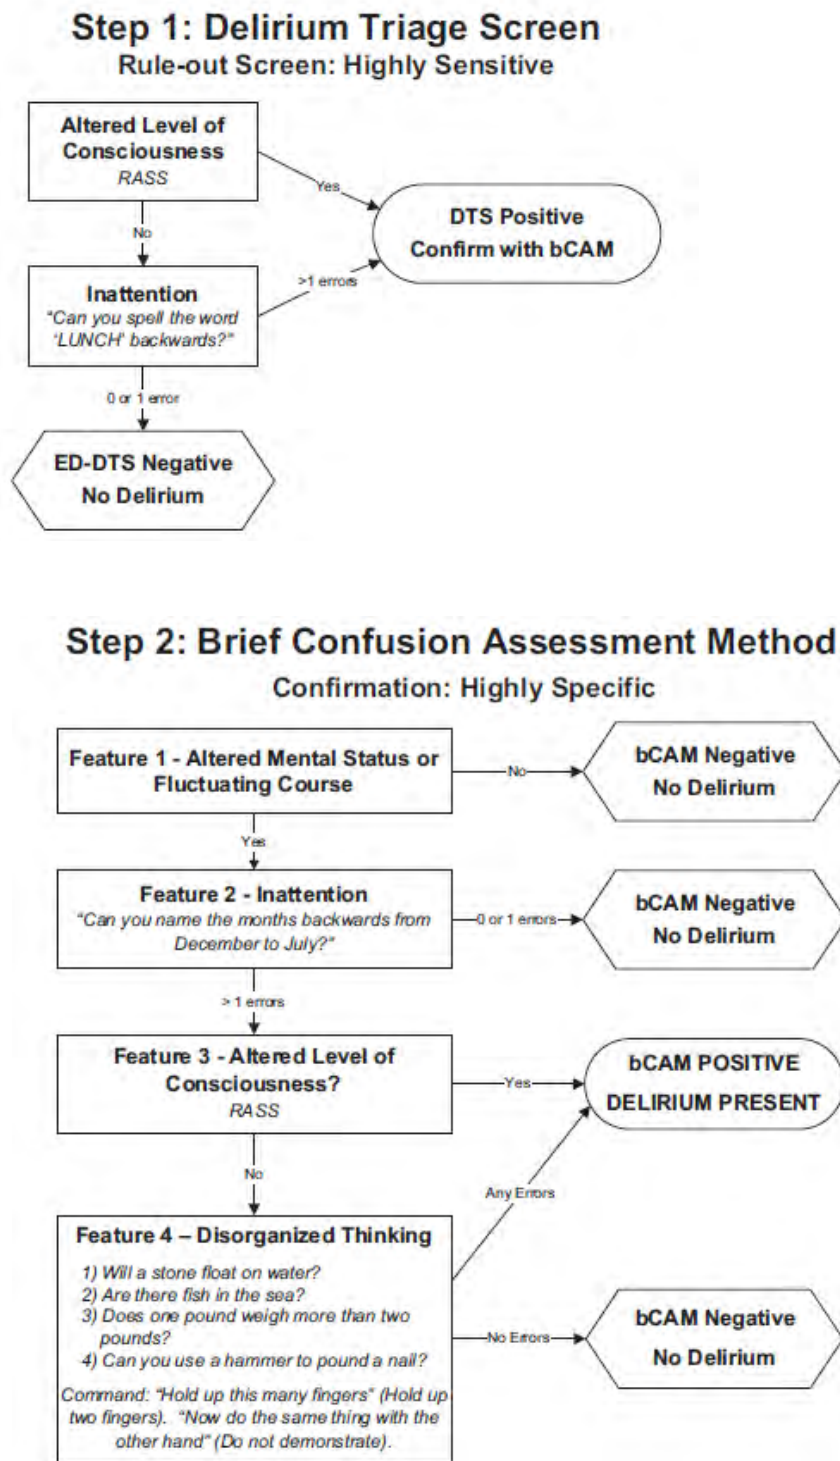 Step 1: Delirium Triage Screen
Rule-out Screen: Highly Sensitive
Altered Level of
Consciousness
RASS
Yes
DTS Positive
Confirm with bCAM
No
Inattention
"Can you spell the word
'LUNCH' backwards?"
>1 errors
0 or 1 error
ED-DTS Negative
No Delirium
Step 2: Brief Confusion Assessment Method
Confirmation: Highly Specific
Feature 1 - Altered Mental Status or
Fluctuating Course
No
bCAM Negative
No Delirium
Yes
Feature 2 - Inattention
"Can you name the months backwards from
December to July?"
0 or 1 errors
bCAM Negative
No Delirium
> 1 errors
Feature 3 - Altered Level of
Consciousness?
RASS
Yes
bCAM POSITIVE
DELIRIUM PRESENT
No
Any Errors
Feature 4 – Disorganized Thinking
1) Will a stone float on water?
2) Are there fish in the sea?
3) Does one pound weigh more than two
pounds?
4) Can you use a hammer to pound a nail?
Command: "Hold up this many fingers" (Hold up
two fingers). "Now do the same thing with the
other hand" (Do not demonstrate).
No Errors
bCAM Negative
No Delirium